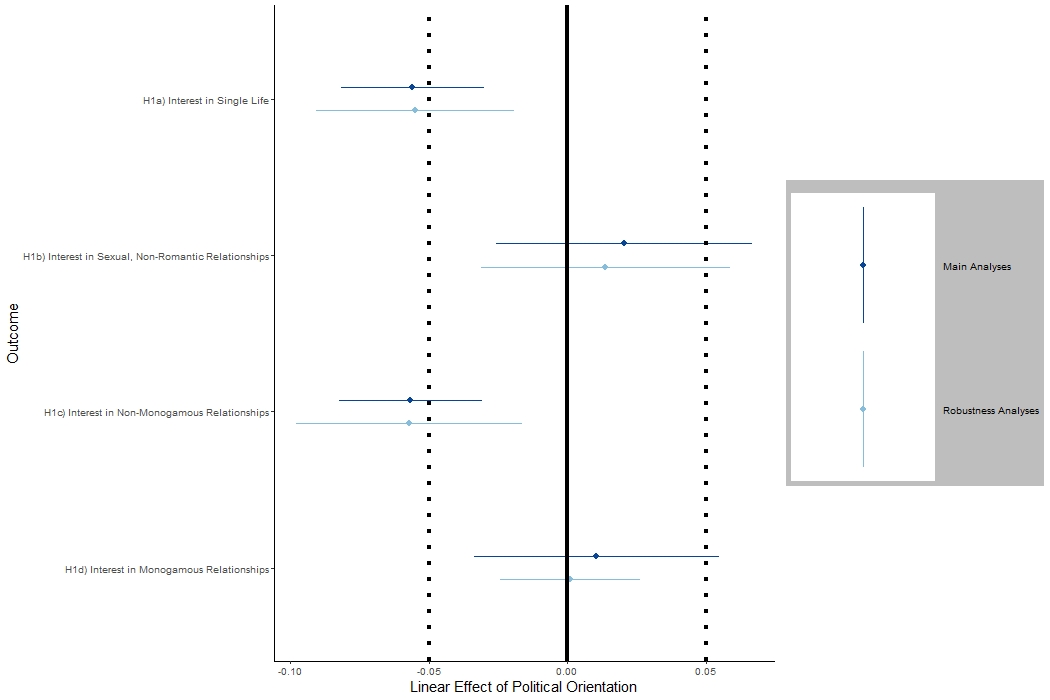 H1a) Interest in Single Life
H1b) Interest in Sexual, Non-Romantic Relationships
H1c) Interest in Non-Monogamous Relationships
H1d) Interest in Monogamous Relationships
Outcome
-0.10 -0.05 0.00 0.05
Linear Effect of Political Orientation
Main Analyses
Robustness Analyses